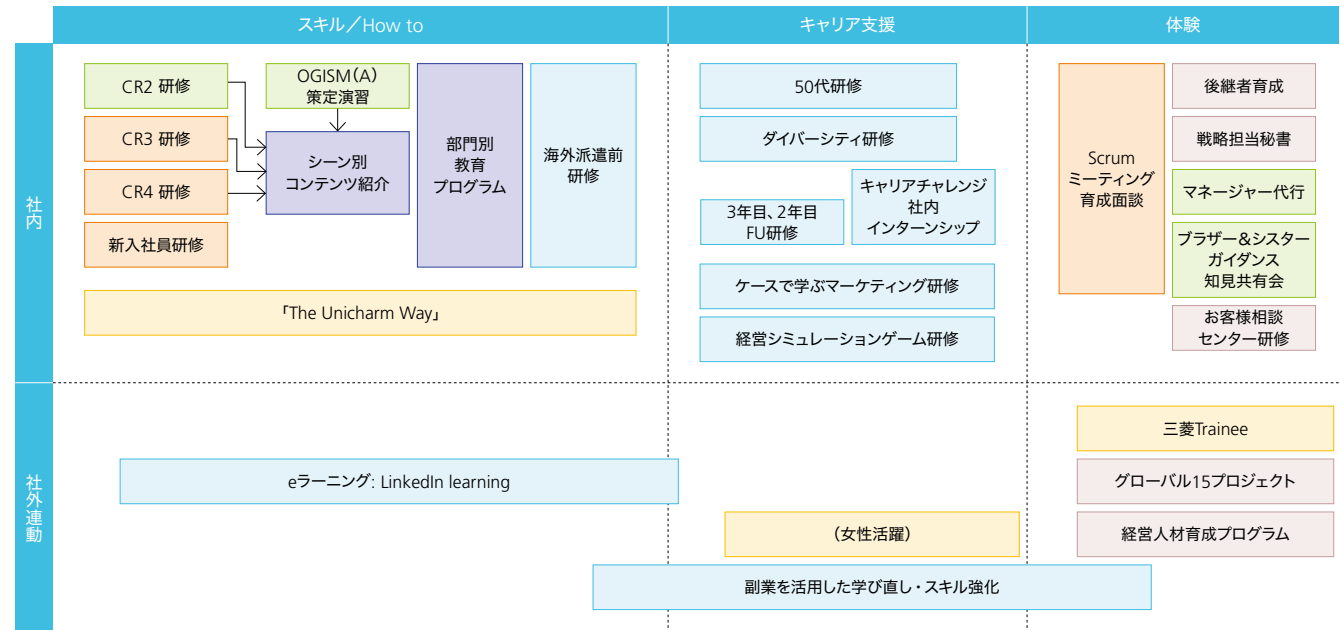 スキル／How to
キャリア支援
体験
社内
CR2 研修
CR3 研修
CR4 研修
新入社員研修
OGISM(A)
策定演習
シーン別
コンテンツ紹介
部門別
教育
プログラム
海外派遣前
研修
「The Unicharm Way」
50代研修
ダイバーシティ研修
3年目、2年目
FU研修
キャリアチャレンジ
社内
インターンシップ
ケースで学ぶマーケティング研修
経営シミュレーションゲーム研修
Scrum
ミーティング
育成面談
後継者育成
戦略担当秘書
マネージャー代行
ブラザー＆シスター
ガイダンス
知見共有会
お客様相談
センター研修
社外連動
eラーニング: LinkedIn learning
（女性活躍）
副業を活用した学び直し・スキル強化
三菱Trainee
グローバル15プロジェクト
経営人材育成プログラム